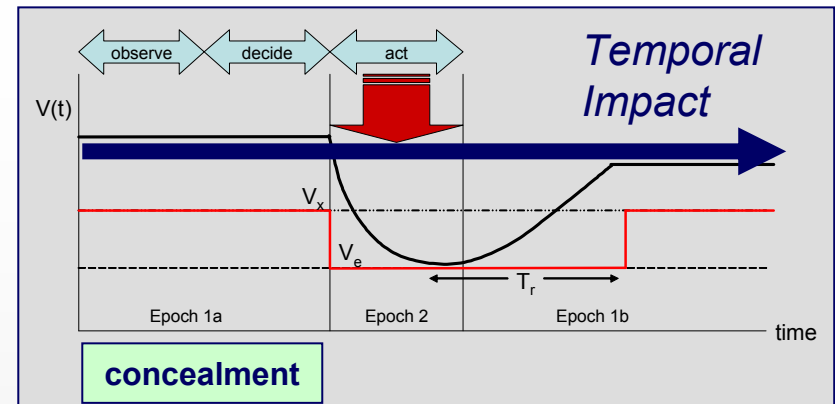 observe decide act
Temporal
Impact
V(t)
Vx
Ve
Tr
Epoch 1a Epoch 2 Epoch 1b
time
concealment